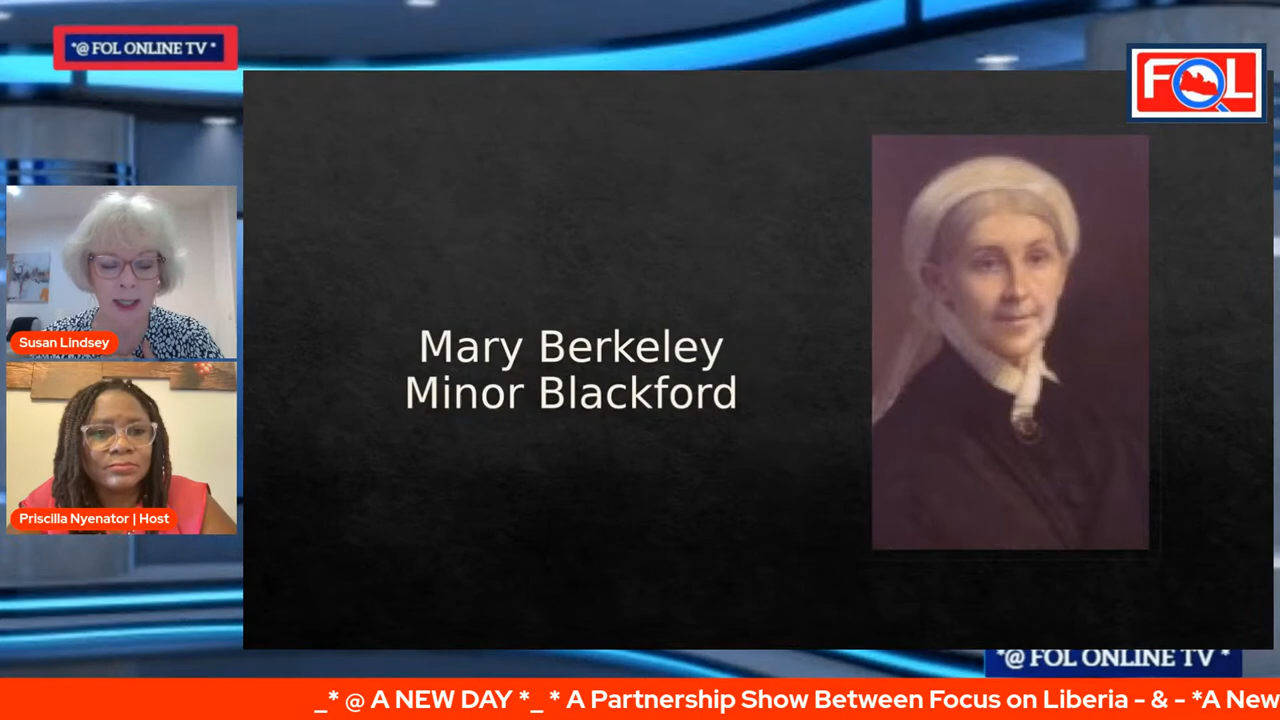 *@ FOL ONLINE TV *
FOL
Susan Lindsey
Priscilla Nyenator | Host
Mary Berkeley
Minor Blackford
*@ FOL ONLINE TV *
_* @ A NEW DAY *_ * A Partnership Show Between Focus on Liberia - & - *A New